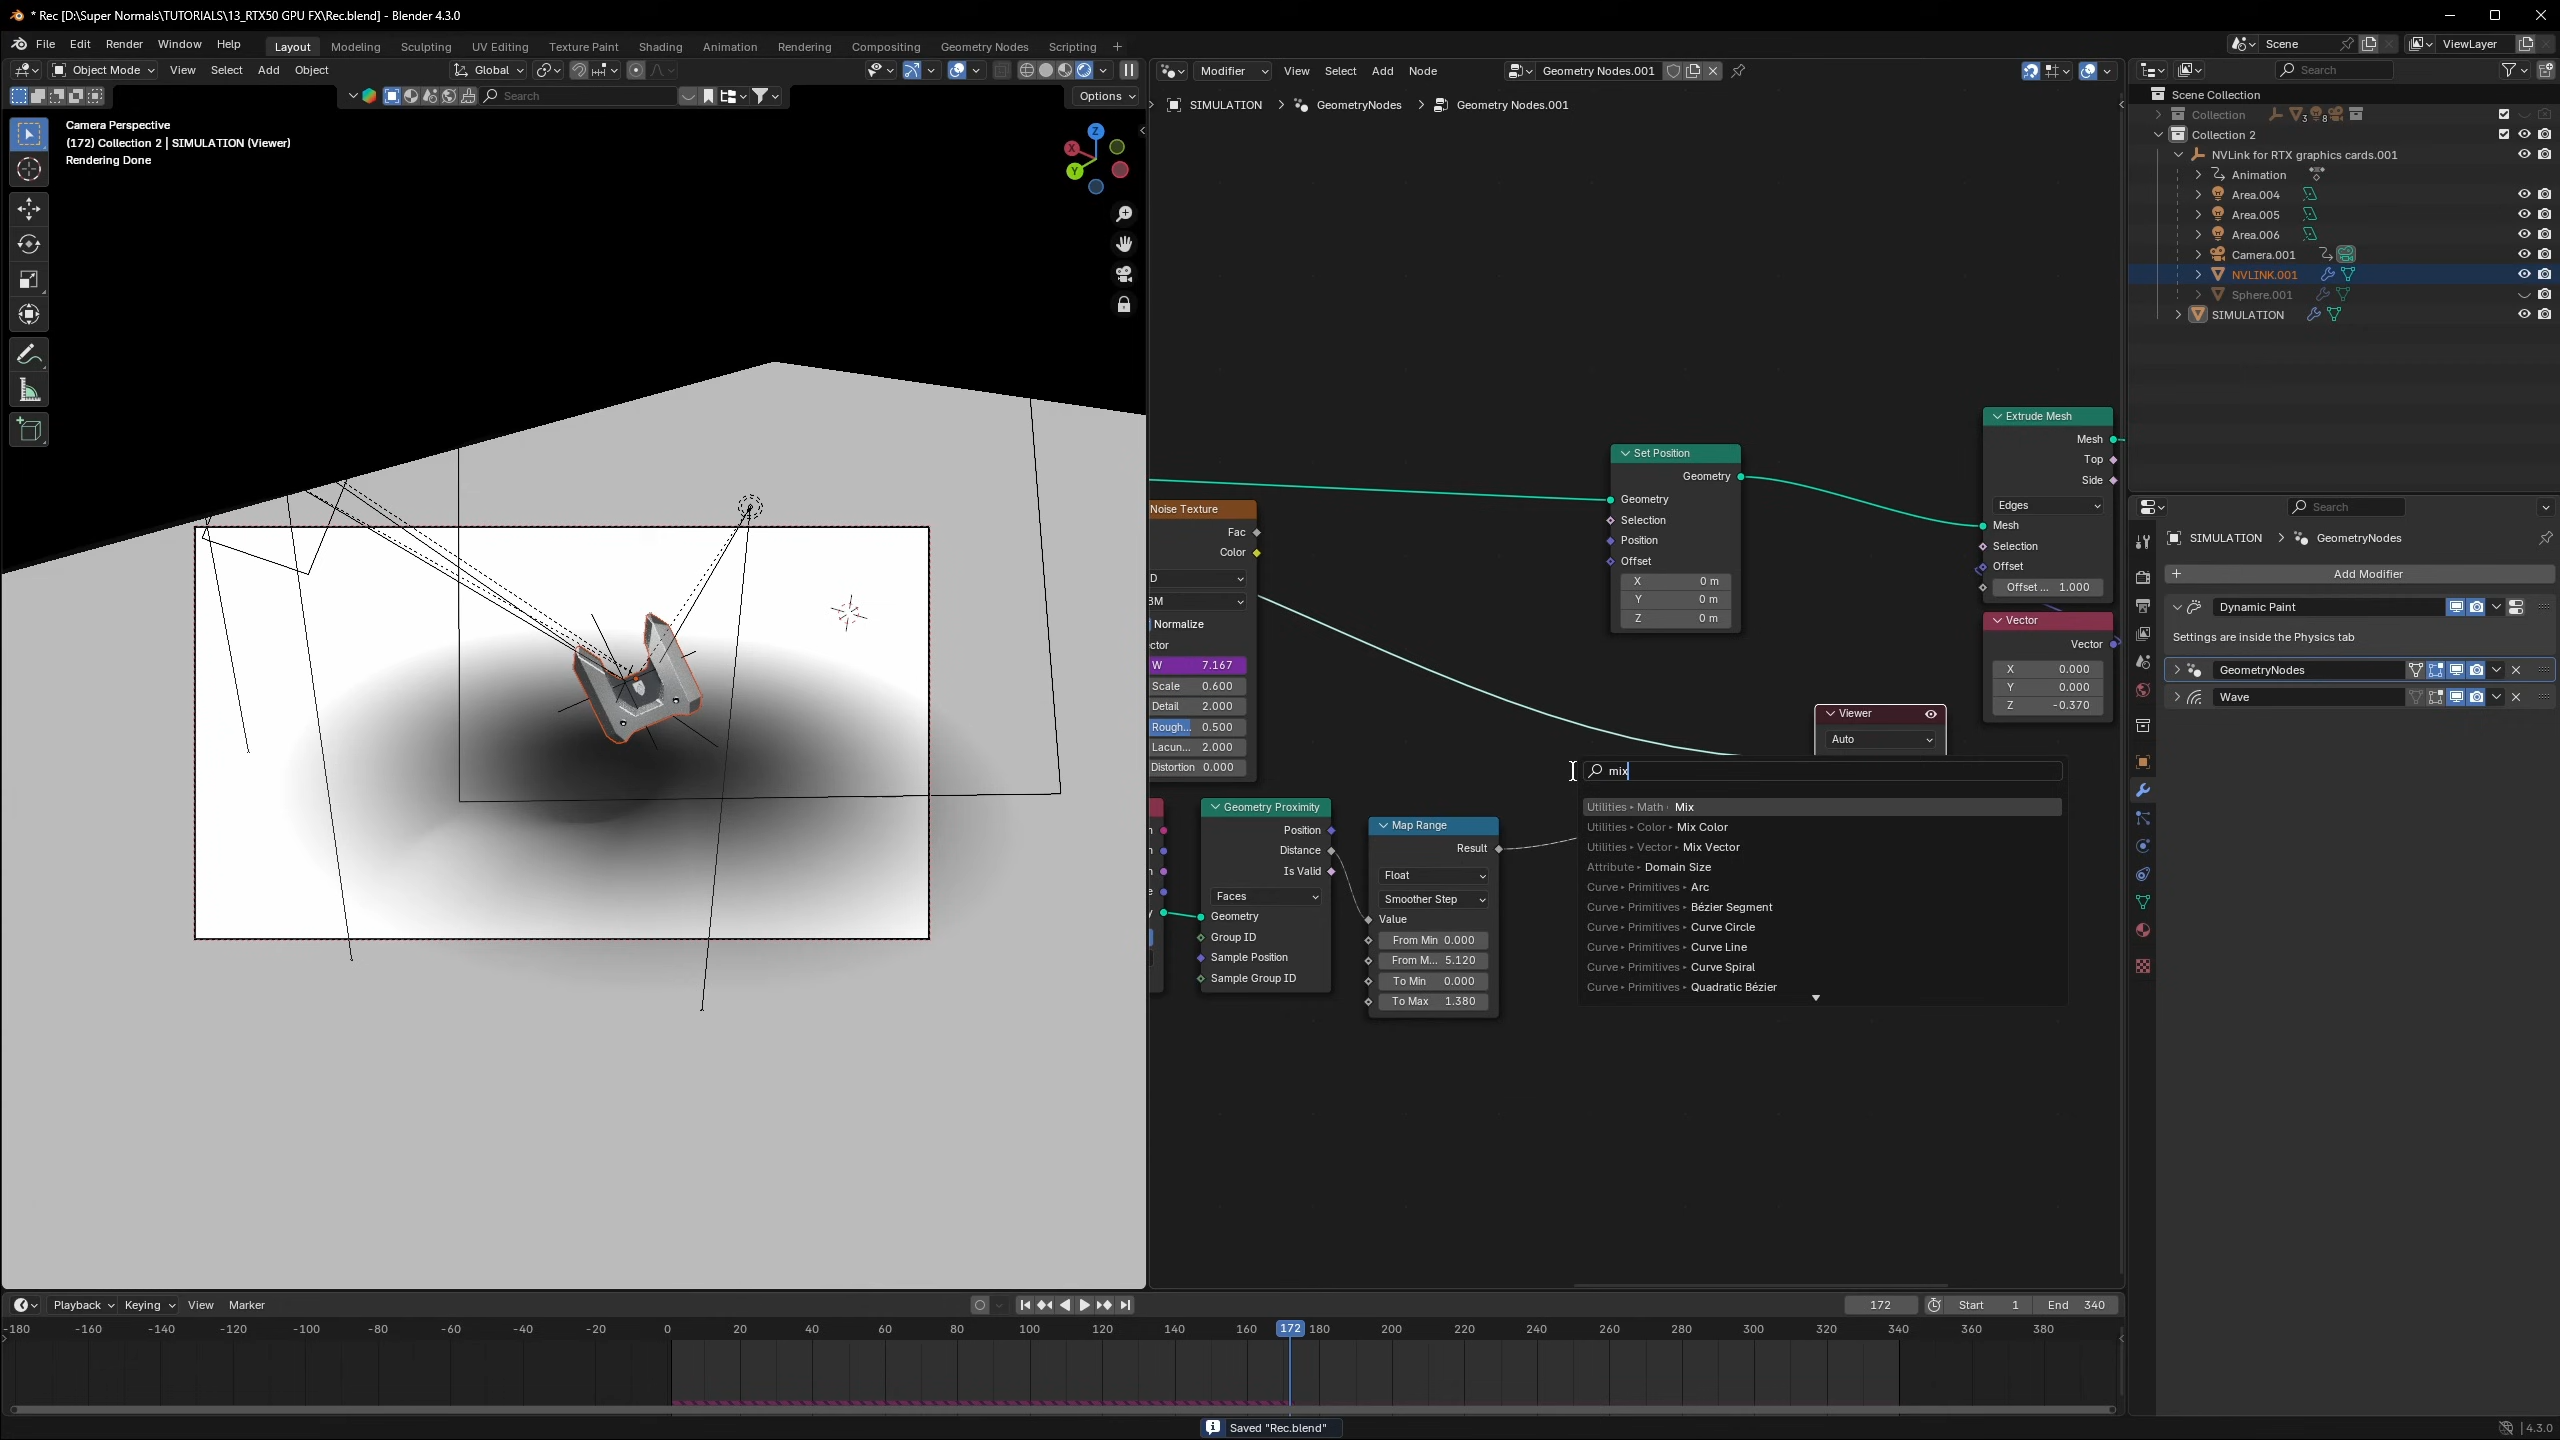 * Rec [D:\Super Normals\TUTORIALS\13_RTX50 GPU FX\Rec.blend] - Blender 4.3.0
File Edit Render Window Help Layout Modeling Sculpting UV Editing Texture Paint Shading Animation Rendering Compositing Geometry Nodes Scripting + Scene ViewLayer
Object Mode View Select Add Object Global
Modifier View Select Add Node Geometry Nodes.001
Search
Search Options
SIMULATION > GeometryNodes > Geometry Nodes.001
Camera Perspective
(172) Collection 2 | SIMULATION (Viewer)
Rendering Done
Z
X
Y
Scene Collection
Collection 3 8
Collection 2
NVLink for RTX graphics cards.001
Animation
Area.004
Area.005
Area.006
Camera.001
NVLINK.001
Sphere.001
SIMULATION
Noise Texture
Fac
Color
D
BM
Normalize
ctor
W 7.167
Scale 0.600
Detail 2.000
Rough... 0.500
Lacun... 2.000
Distortion 0.000
Set Position
Geometry
Geometry
Selection
Position
Offset
X 0 m
Y 0 m
Z 0 m
Extrude Mesh
Mesh
Top
Side
Edges
Mesh
Selection
Offset
Offset ... 1.000
Vector
Vector
X 0.000
Y 0.000
Z -0.370
Viewer
Auto
mix
Utilities ▸ Math ▸ Mix
Utilities ▸ Color ▸ Mix Color
Utilities ▸ Vector ▸ Mix Vector
Attribute ▸ Domain Size
Curve ▸ Primitives ▸ Arc
Curve ▸ Primitives ▸ Bézier Segment
Curve ▸ Primitives ▸ Curve Circle
Curve ▸ Primitives ▸ Curve Line
Curve ▸ Primitives ▸ Curve Spiral
Curve ▸ Primitives ▸ Quadratic Bézier
Geometry Proximity
Position
Distance
Is Valid
Faces
Geometry
Group ID
Sample Position
Sample Group ID
Map Range
Result
Float
Smoother Step
Value
From Min 0.000
From M... 5.120
To Min 0.000
To Max 1.380
Search
SIMULATION > GeometryNodes
+ Add Modifier
Dynamic Paint
Settings are inside the Physics tab
GeometryNodes
Wave
Playback Keying View Marker 172 Start 1 End 340
-180 -160 -140 -120 -100 -80 -60 -40 -20 0 20 40 60 80 100 120 140 160 172 180 200 220 240 260 280 300 320 340 360 380
Saved "Rec.blend"
4.3.0